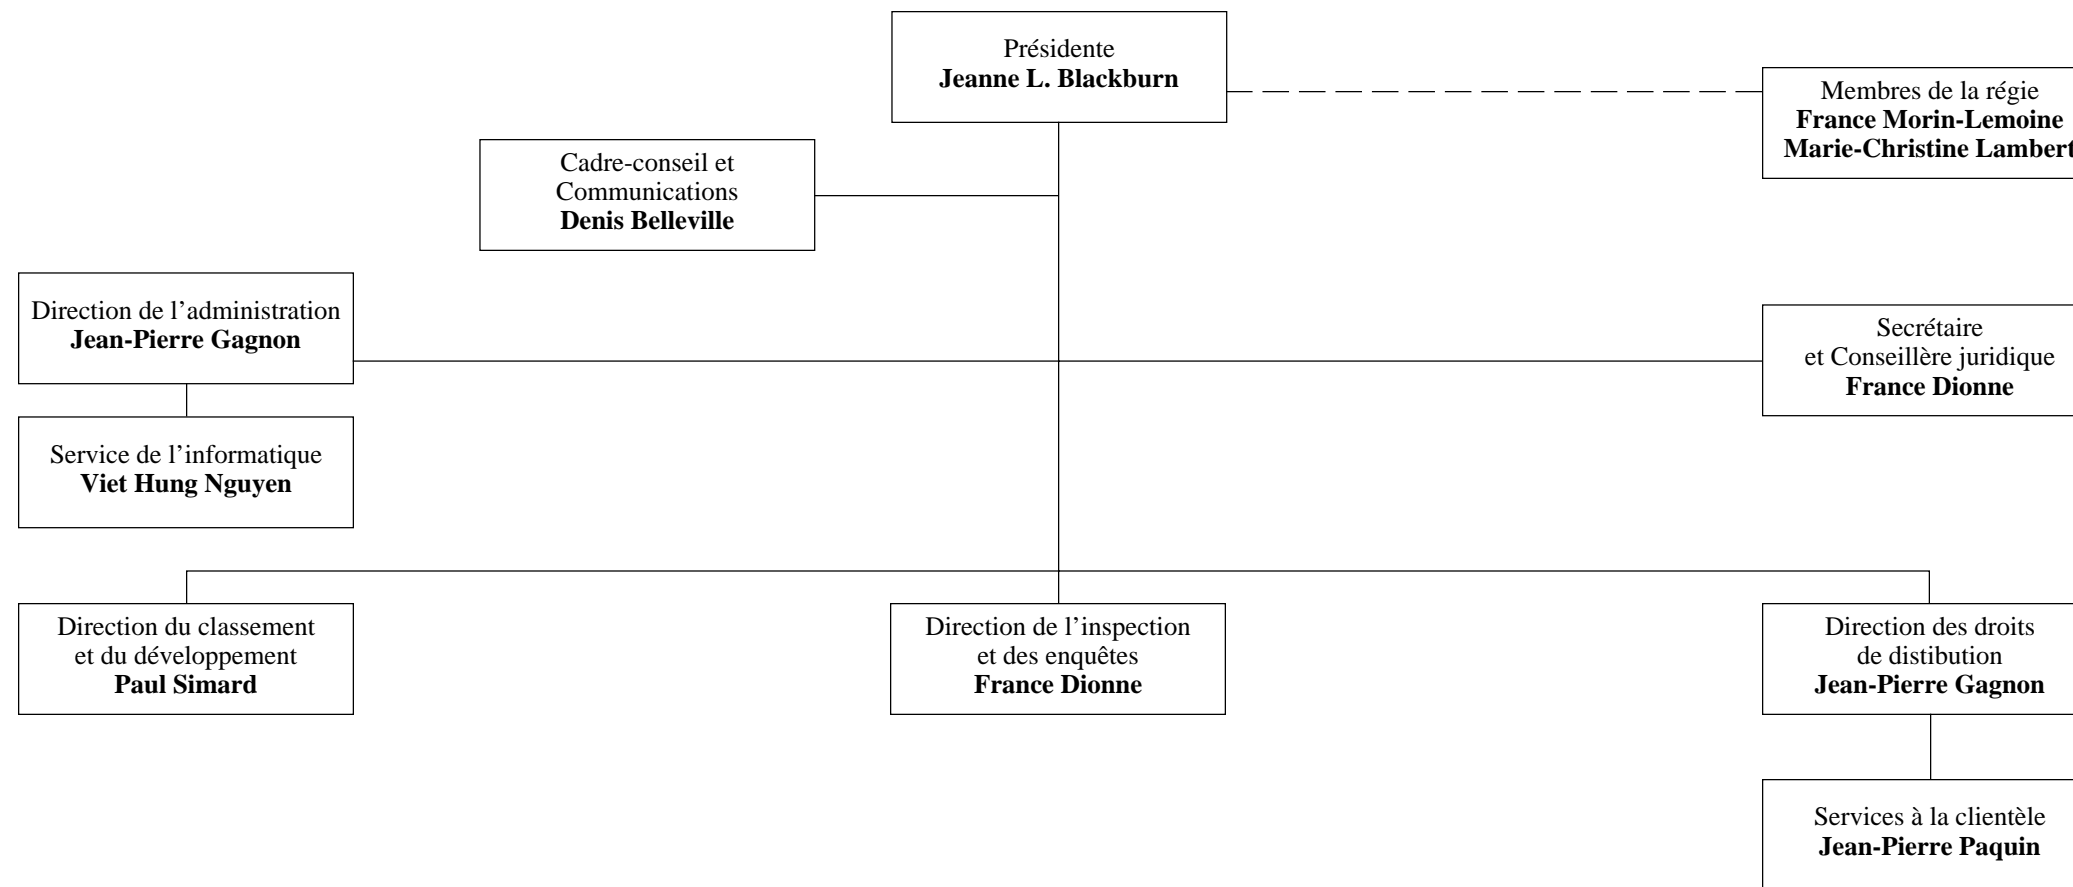 Présidente
Jeanne L. Blackburn
Membres de la régie
France Morin-Lemoine
Marie-Christine Lambert
Cadre-conseil et
Communications
Denis Belleville
Direction de l’administration
Jean-Pierre Gagnon
Secrétaire
et Conseillère juridique
France Dionne
Service de l’informatique
Viet Hung Nguyen
Direction du classement
et du développement
Paul Simard
Direction de l’inspection
et des enquêtes
France Dionne
Direction des droits
de distibution
Jean-Pierre Gagnon
Services à la clientèle
Jean-Pierre Paquin